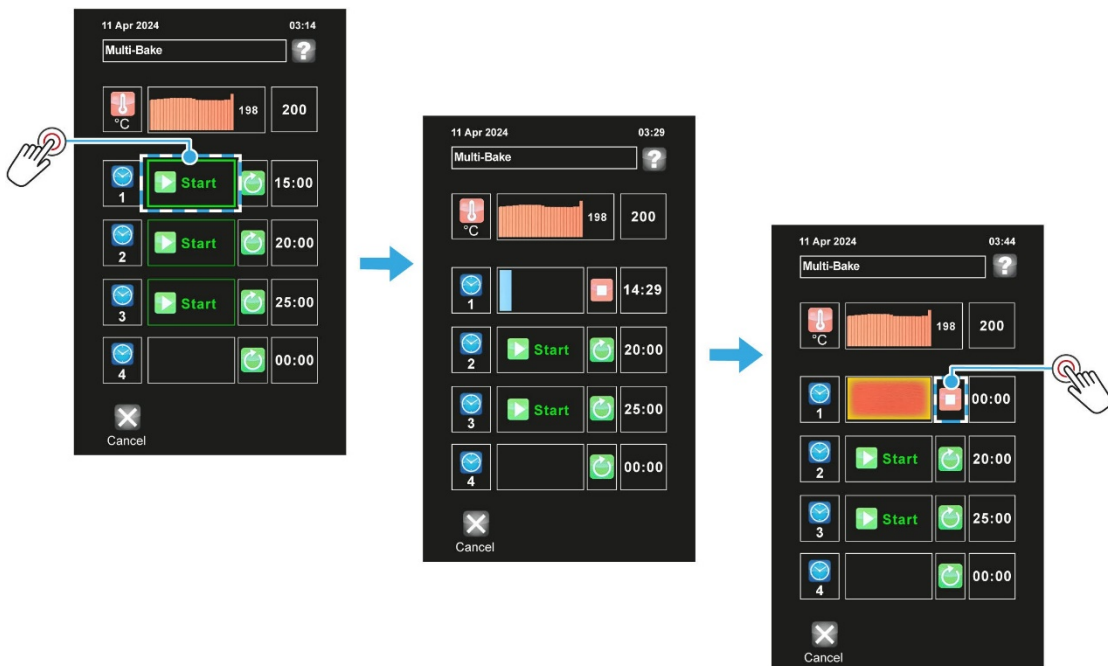 11 Apr 2024 03:14
Multi-Bake ?
°C 198 200
1 Start 15:00
2 Start 20:00
3 Start 25:00
4 00:00
Cancel
11 Apr 2024 03:29
Multi-Bake ?
°C 198 200
1 14:29
2 Start 20:00
3 Start 25:00
4 00:00
Cancel
11 Apr 2024 03:44
Multi-Bake ?
°C 198 200
1 00:00
2 Start 20:00
3 Start 25:00
4 00:00
Cancel